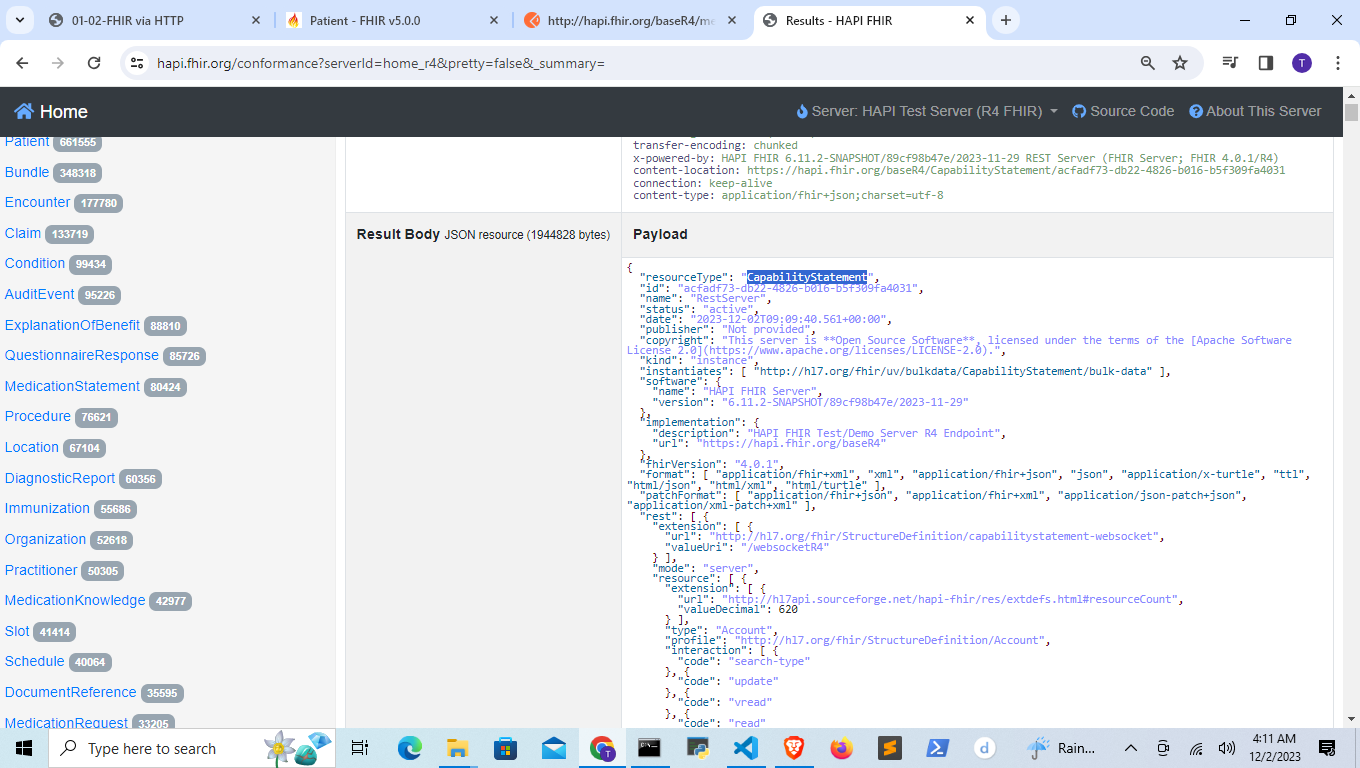 01-02-FHIR via HTTP
Patient - FHIR v5.0.0
http://hapi.fhir.org/baseR4/me
Results - HAPI FHIR
hapi.fhir.org/conformance?serverId=home_r4&pretty=false&_summary=
T
Home
Server: HAPI Test Server (R4 FHIR)
Source Code
About This Server
Patient 661555
Bundle 348318
Encounter 177780
Claim 133719
Condition 99434
AuditEvent 95226
ExplanationOfBenefit 88810
QuestionnaireResponse 85726
MedicationStatement 80424
Procedure 76621
Location 67104
DiagnosticReport 60356
Immunization 55686
Organization 52618
Practitioner 50305
MedicationKnowledge 42977
Slot 41414
Schedule 40064
DocumentReference 35595
MedicationRequest 33205
transfer-encoding: chunked
x-powered-by: HAPI FHIR 6.11.2-SNAPSHOT/89cf98b47e/2023-11-29 REST Server (FHIR Server; FHIR 4.0.1/R4)
content-location: https://hapi.fhir.org/baseR4/CapabilityStatement/acfadf73-db22-4826-b016-b5f309fa4031
connection: keep-alive
content-type: application/fhir+json;charset=utf-8
Result Body JSON resource (1944828 bytes)
Payload
{
"resourceType": "CapabilityStatement",
"id": "acfadf73-db22-4826-b016-b5f309fa4031",
"name": "RestServer",
"status": "active",
"date": "2023-12-02T09:09:40.561+00:00",
"publisher": "Not provided",
"copyright": "This server is **Open Source Software**, licensed under the terms of the [Apache Software
License 2.0](https://www.apache.org/licenses/LICENSE-2.0).",
"kind": "instance",
"instantiates": [ "http://hl7.org/fhir/uv/bulkdata/CapabilityStatement/bulk-data" ],
"software": {
"name": "HAPI FHIR Server",
"version": "6.11.2-SNAPSHOT/89cf98b47e/2023-11-29"
},
"implementation": {
"description": "HAPI FHIR Test/Demo Server R4 Endpoint",
"url": "https://hapi.fhir.org/baseR4"
},
"fhirVersion": "4.0.1",
"format": [ "application/fhir+xml", "xml", "application/fhir+json", "json", "application/x-turtle", "ttl",
"html/json", "html/xml", "html/turtle" ],
"patchFormat": [ "application/fhir+json", "application/fhir+xml", "application/json-patch+json",
"application/xml-patch+xml" ],
"rest": [ {
"extension": [ {
"url": "http://hl7.org/fhir/StructureDefinition/capabilitystatement-websocket",
"valueUri": "/websocketR4"
} ],
"mode": "server",
"resource": [ {
"extension": [ {
"url": "http://hl7api.sourceforge.net/hapi-fhir/res/extdefs.html#resourceCount",
"valueDecimal": 620
} ],
"type": "Account",
"profile": "http://hl7.org/fhir/StructureDefinition/Account",
"interaction": [ {
"code": "search-type"
}, {
"code": "update"
}, {
"code": "vread"
}, {
"code": "read"
Type here to search
Rain...
4:11 AM
12/2/2023